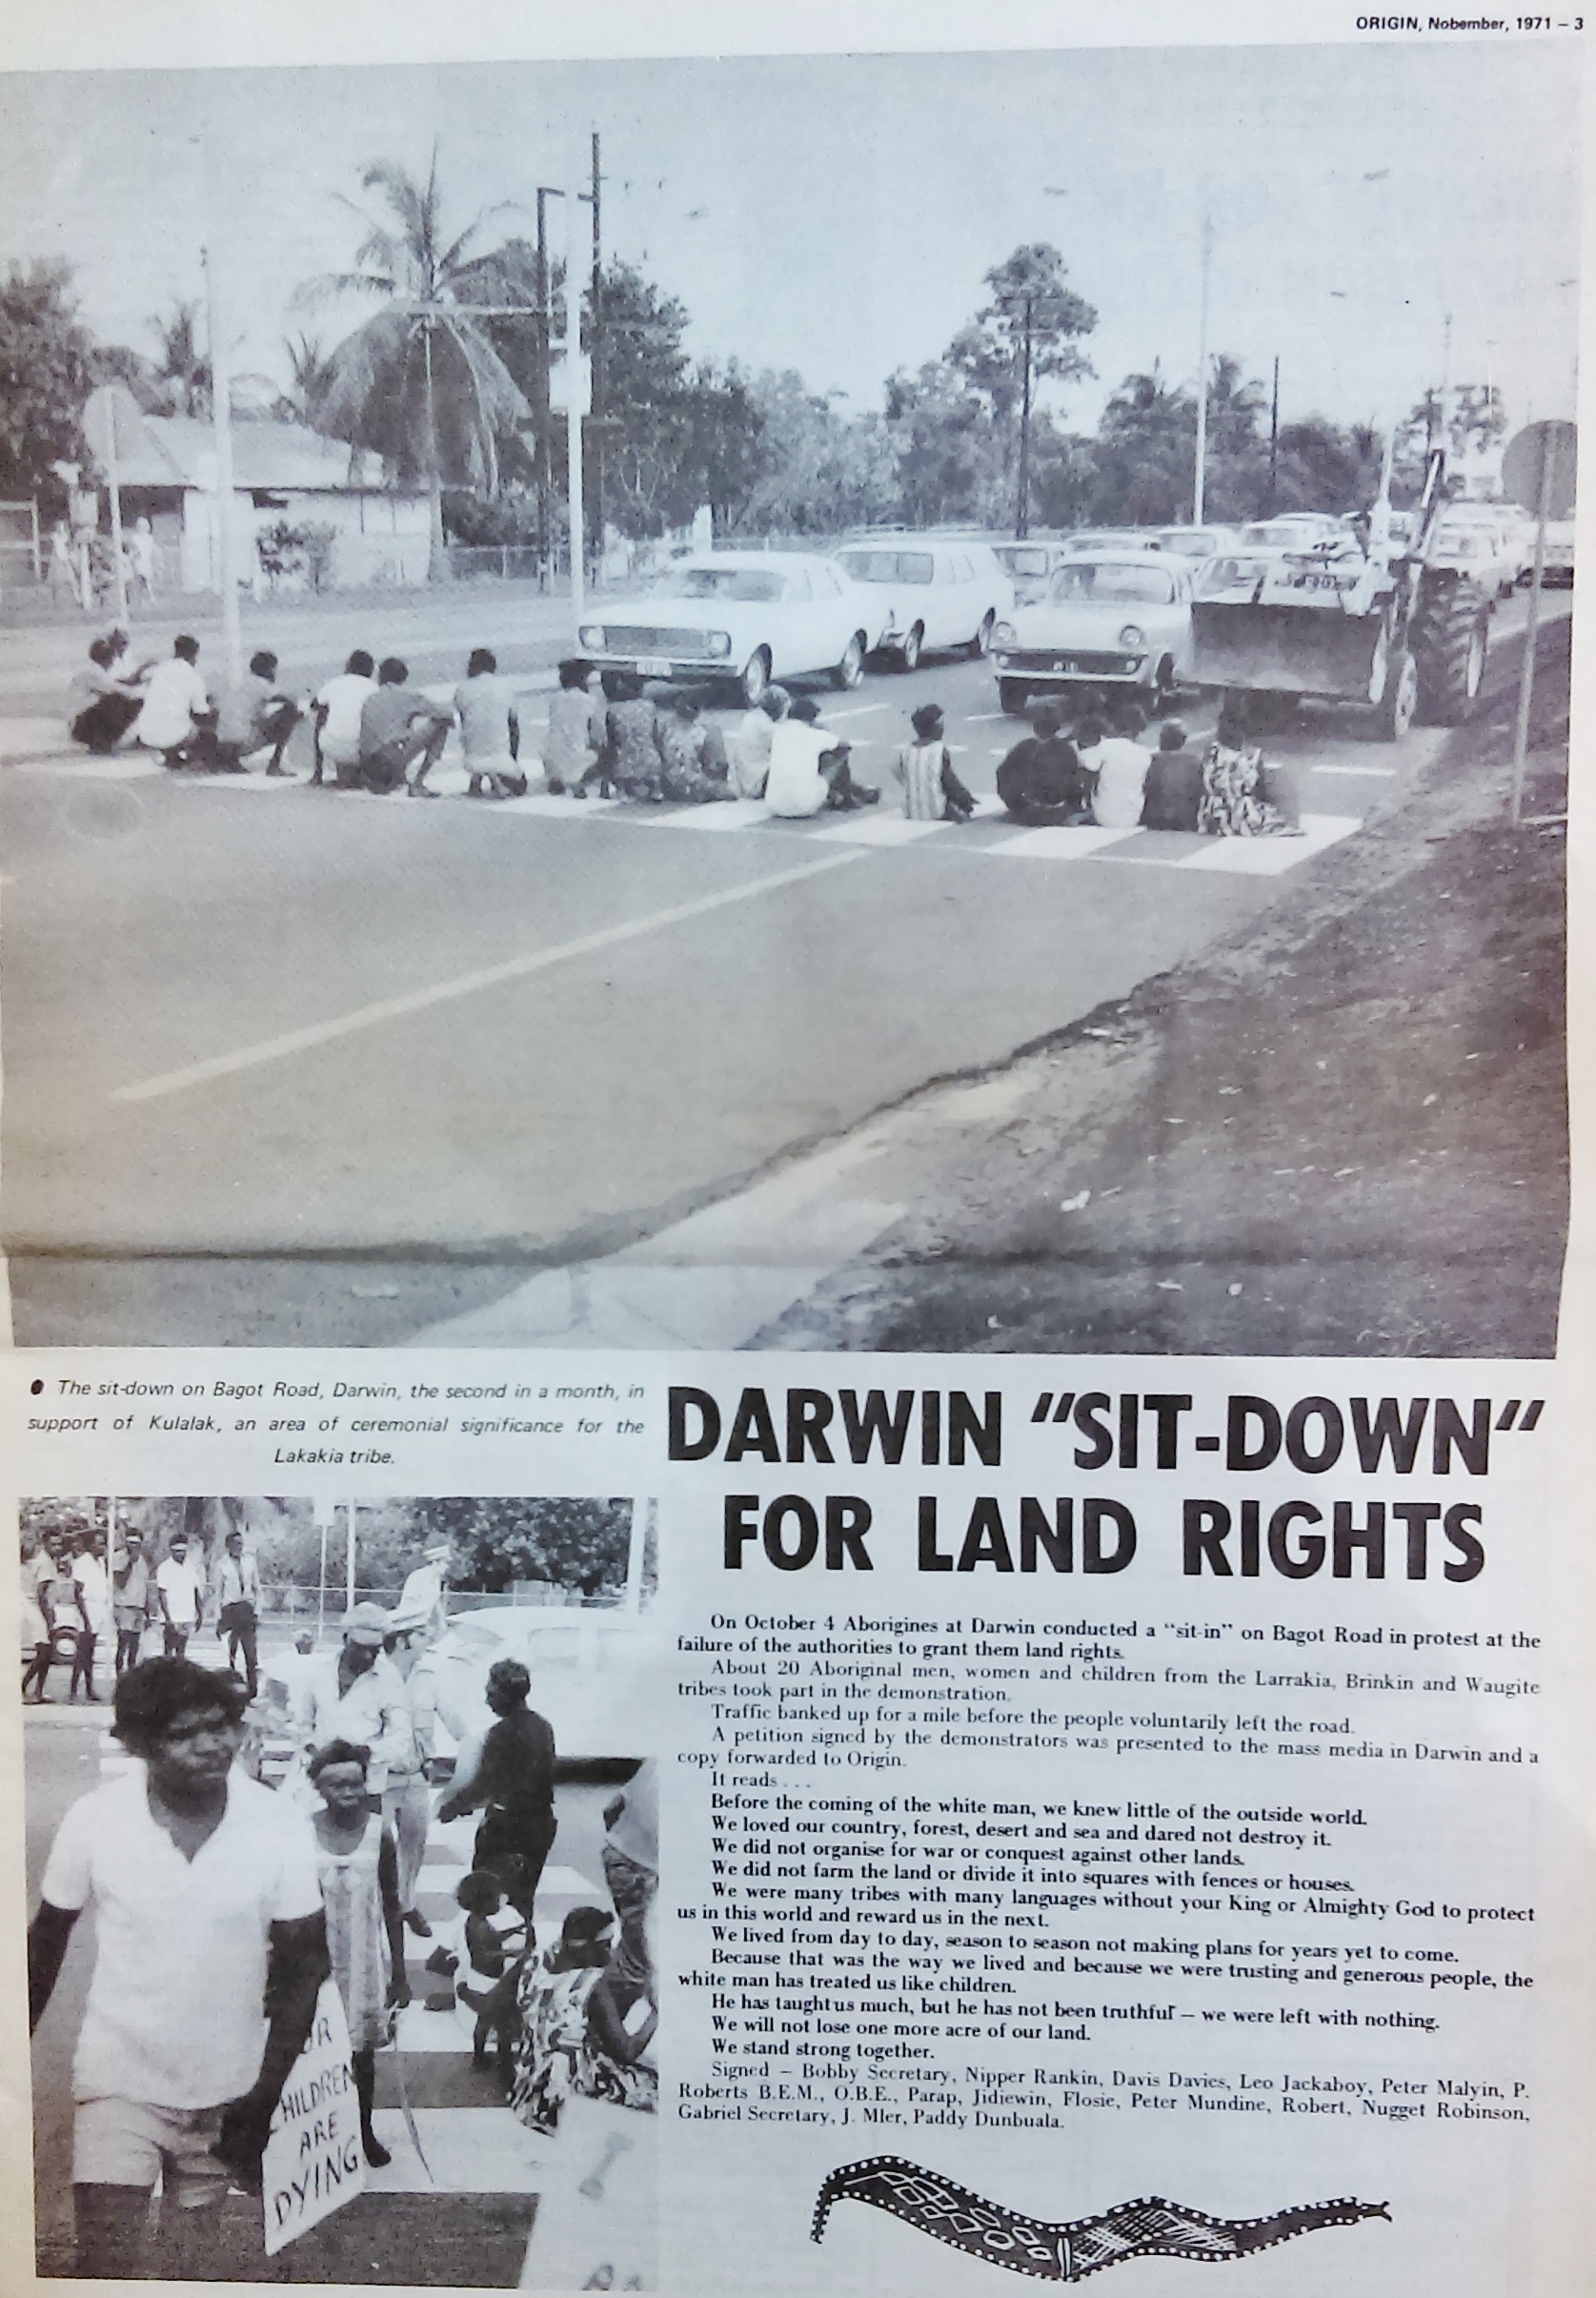 ORIGIN, Nobember, 1971 – 3
● The sit-down on Bagot Road, Darwin, the second in a month, in
support of Kulalak, an area of ceremonial significance for the
Lakakia tribe.
DARWIN "SIT-DOWN"
FOR LAND RIGHTS
On October 4 Aborigines at Darwin conducted a "sit-in" on Bagot Road in protest at the
failure of the authorities to grant them land rights.
About 20 Aboriginal men, women and children from the Larrakia, Brinkin and Waugite
tribes took part in the demonstration.
Traffic banked up for a mile before the people voluntarily left the road.
A petition signed by the demonstrators was presented to the mass media in Darwin and a
copy forwarded to Origin.
It reads . . .
Before the coming of the white man, we knew little of the outside world.
We loved our country, forest, desert and sea and dared not destroy it.
We did not organise for war or conquest against other lands.
We did not farm the land or divide it into squares with fences or houses.
We were many tribes with many languages without your King or Almighty God to protect
us in this world and reward us in the next.
We lived from day to day, season to season not making plans for years yet to come.
Because that was the way we lived and because we were trusting and generous people, the
white man has treated us like children.
He has taught us much, but he has not been truthful – we were left with nothing.
We will not lose one more acre of our land.
We stand strong together.
Signed – Bobby Secretary, Nipper Rankin, Davis Davies, Leo Jackaboy, Peter Malyin, P.
Roberts B.E.M., O.B.E., Parap, Jidiewin, Flosie, Peter Mundine, Robert, Nugget Robinson,
Gabriel Secretary, J. Mler, Paddy Dunbuala.
UR
HILDREN
ARE
DYING